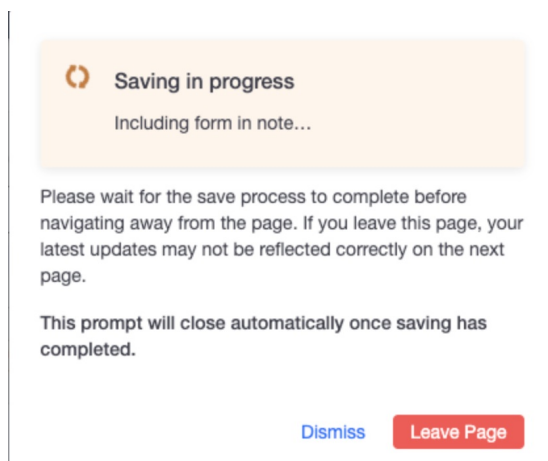 Saving in progress
Including form in note...
Please wait for the save process to complete before
navigating away from the page. If you leave this page, your
latest updates may not be reflected correctly on the next
page.
This prompt will close automatically once saving has
completed.
Dismiss Leave Page